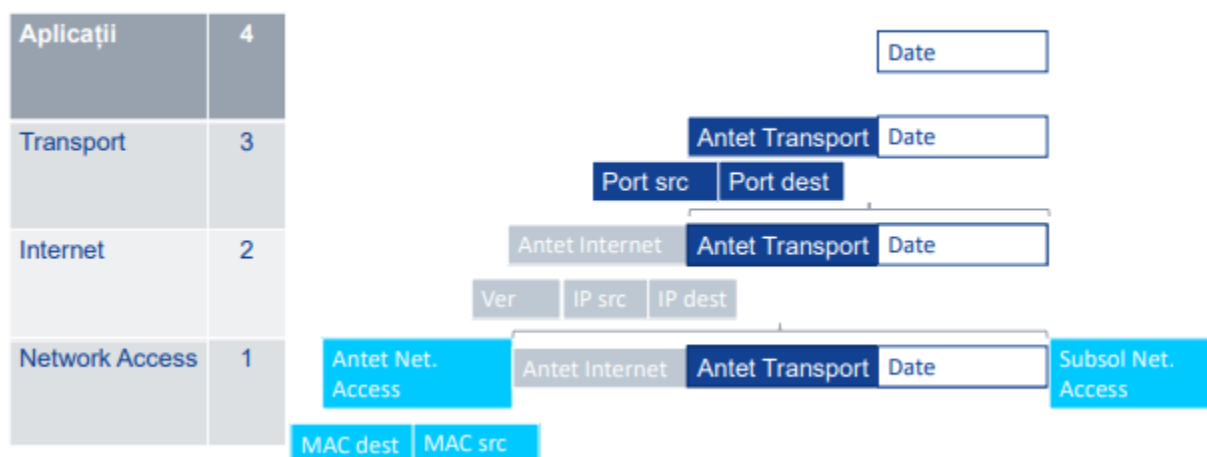 Aplicații 4
Date
Transport 3
Antet Transport Date
Port src Port dest
Internet 2
Antet Internet Antet Transport Date
Ver IP src IP dest
Network Access 1
Antet Net.
Access
Antet Internet Antet Transport Date
Subsol Net.
Access
MAC dest MAC src